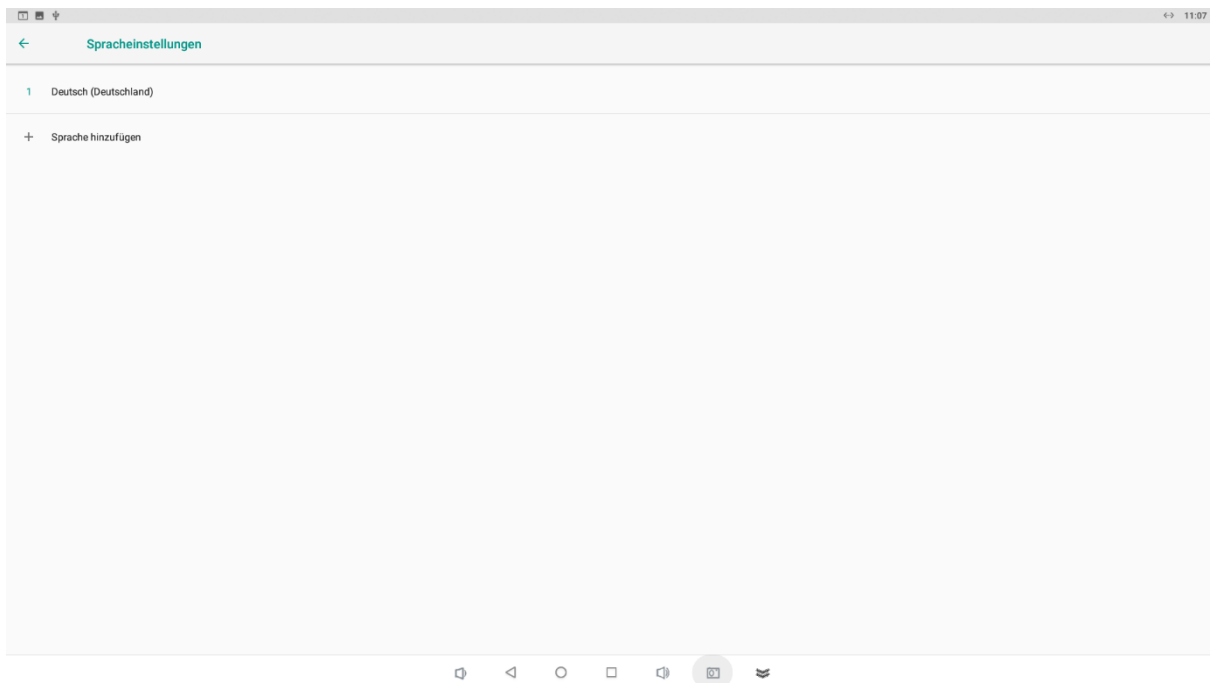 11:07
Spracheinstellungen
1 Deutsch (Deutschland)
+ Sprache hinzufügen